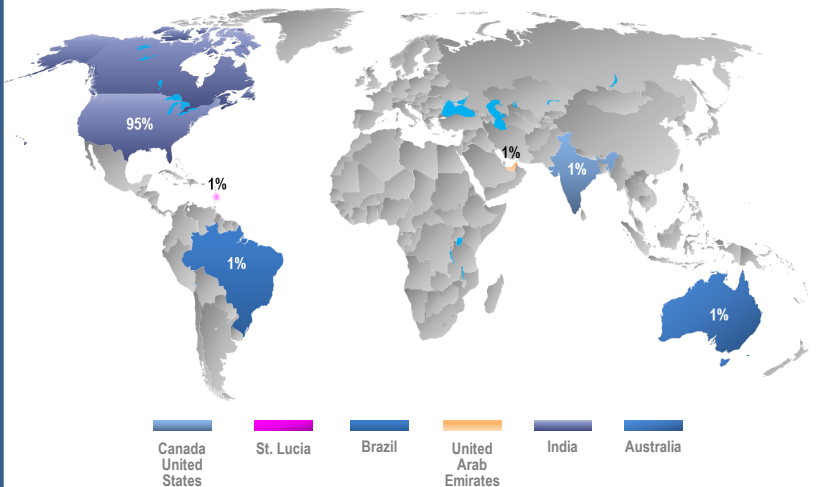 95%
1%
1%
1%
1%
1%
Canada
United
States
St. Lucia
Brazil
United
Arab
Emirates
India
Australia